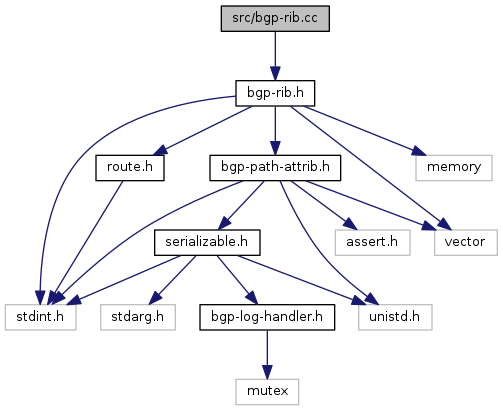 src/bgp-rib.cc
bgp-rib.h
route.h
bgp-path-attrib.h
memory
serializable.h
assert.h
vector
stdint.h
stdarg.h
bgp-log-handler.h
unistd.h
mutex